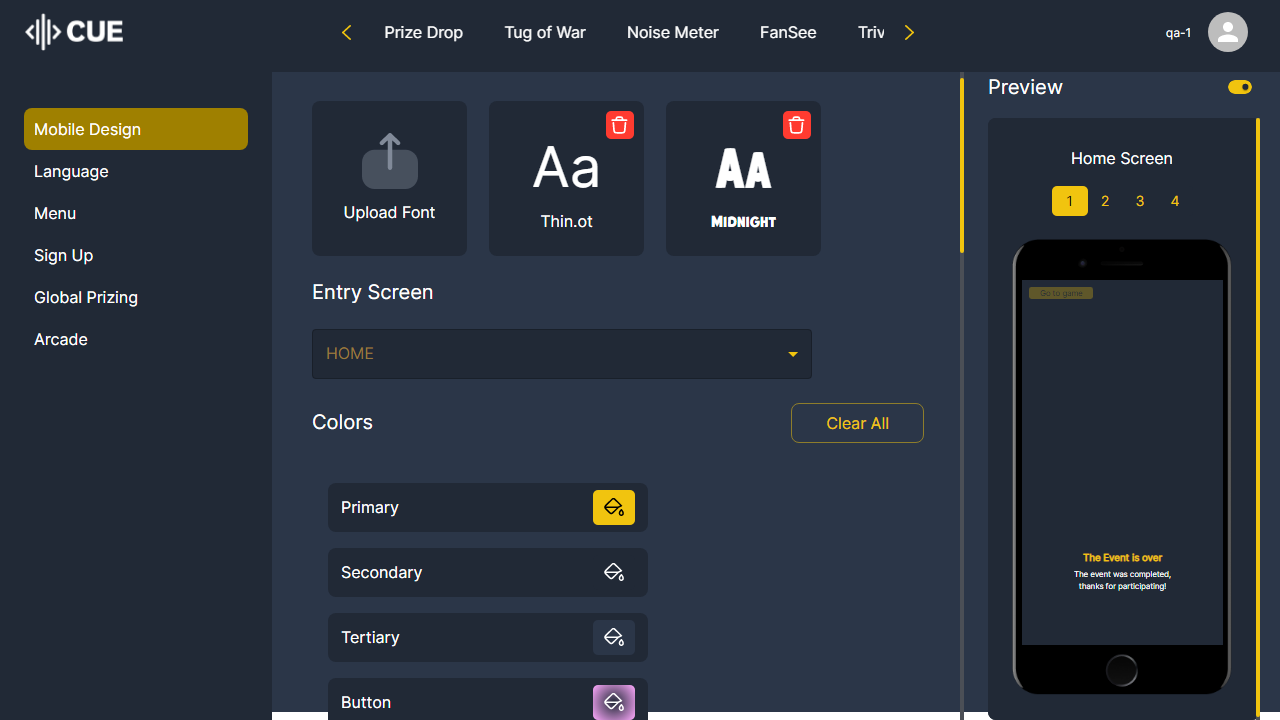 CUE
Prize Drop
Tug of War
Noise Meter
FanSee
Triv
qa-1
Mobile Design
Language
Menu
Sign Up
Global Prizing
Arcade
Upload Font
Aa
Thin.ot
AA
MIDNIGHT
Entry Screen
HOME
Colors
Clear All
Primary
Secondary
Tertiary
Button
Preview
Home Screen
1 2 3 4
Go to game
The Event is over
The event was completed,
thanks for participating!